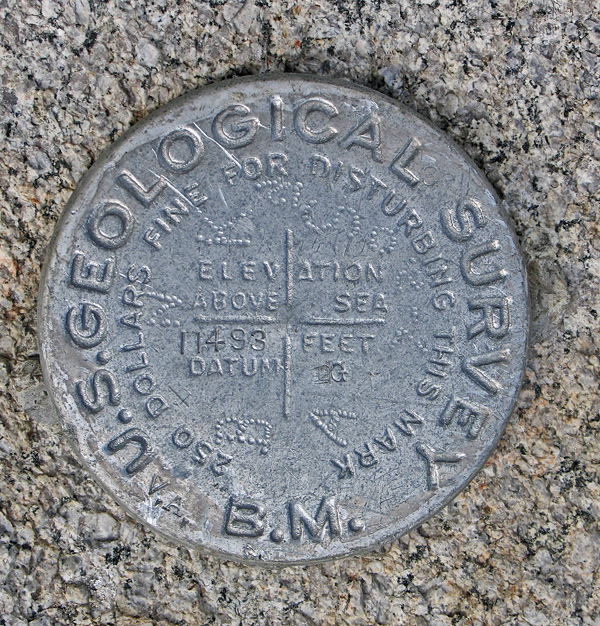 U.S. GEOLOGICAL SURVEY
250 DOLLARS FINE FOR DISTURBING THIS MARK
ELEVATION
ABOVE SEA
11493 FEET
DATUM
B.M.